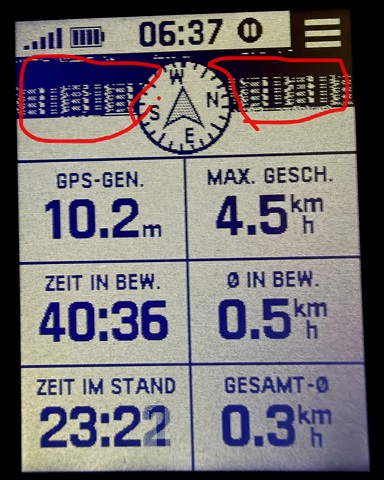 06:37
W
S N
E
GPS-GEN.
10.2m
MAX. GESCH.
4.5km/h
ZEIT IN BEW.
40:36
Ø IN BEW.
0.5km/h
ZEIT IM STAND
23:22
GESAMT-Ø
0.3km/h